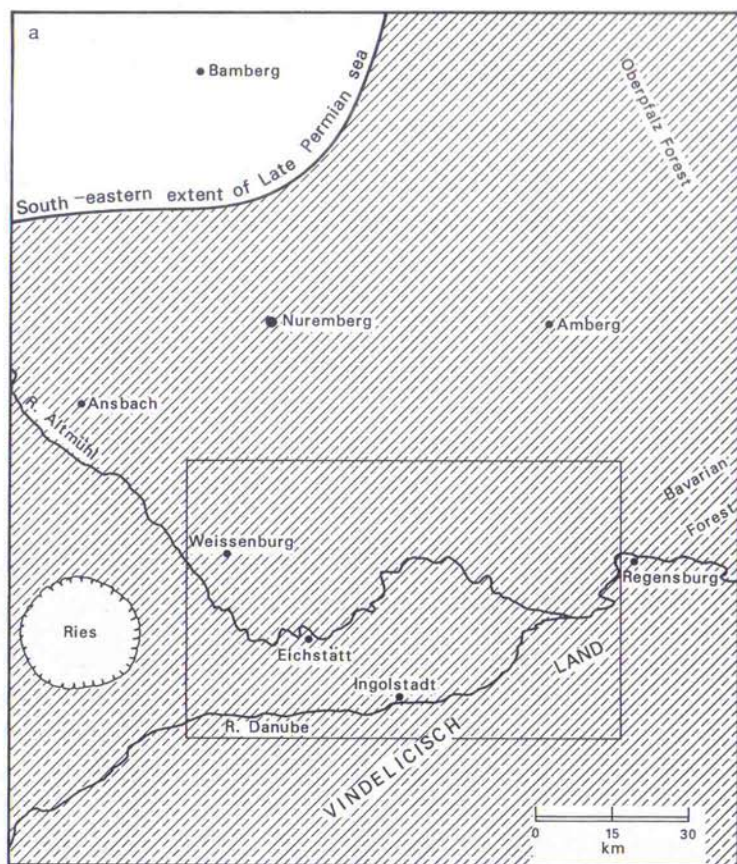 a
Bamberg
South-eastern extent of Late Permian sea
Oberpfalz Forest
Nuremberg
Amberg
Ansbach
R. Altmühl
Bavarian
Forest
Weissenburg
Regensburg
Ries
Eichstätt
LAND
Ingolstadt
R. Danube
VINDELICISCH
0 15 30
km